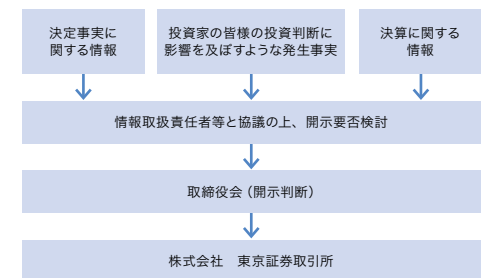 決定事実に
関する情報
投資家の皆様の投資判断に
影響を及ぼすような発生事実
決算に関する
情報
情報取扱責任者等と協議の上、開示要否検討
取締役会（開示判断）
株式会社　東京証券取引所